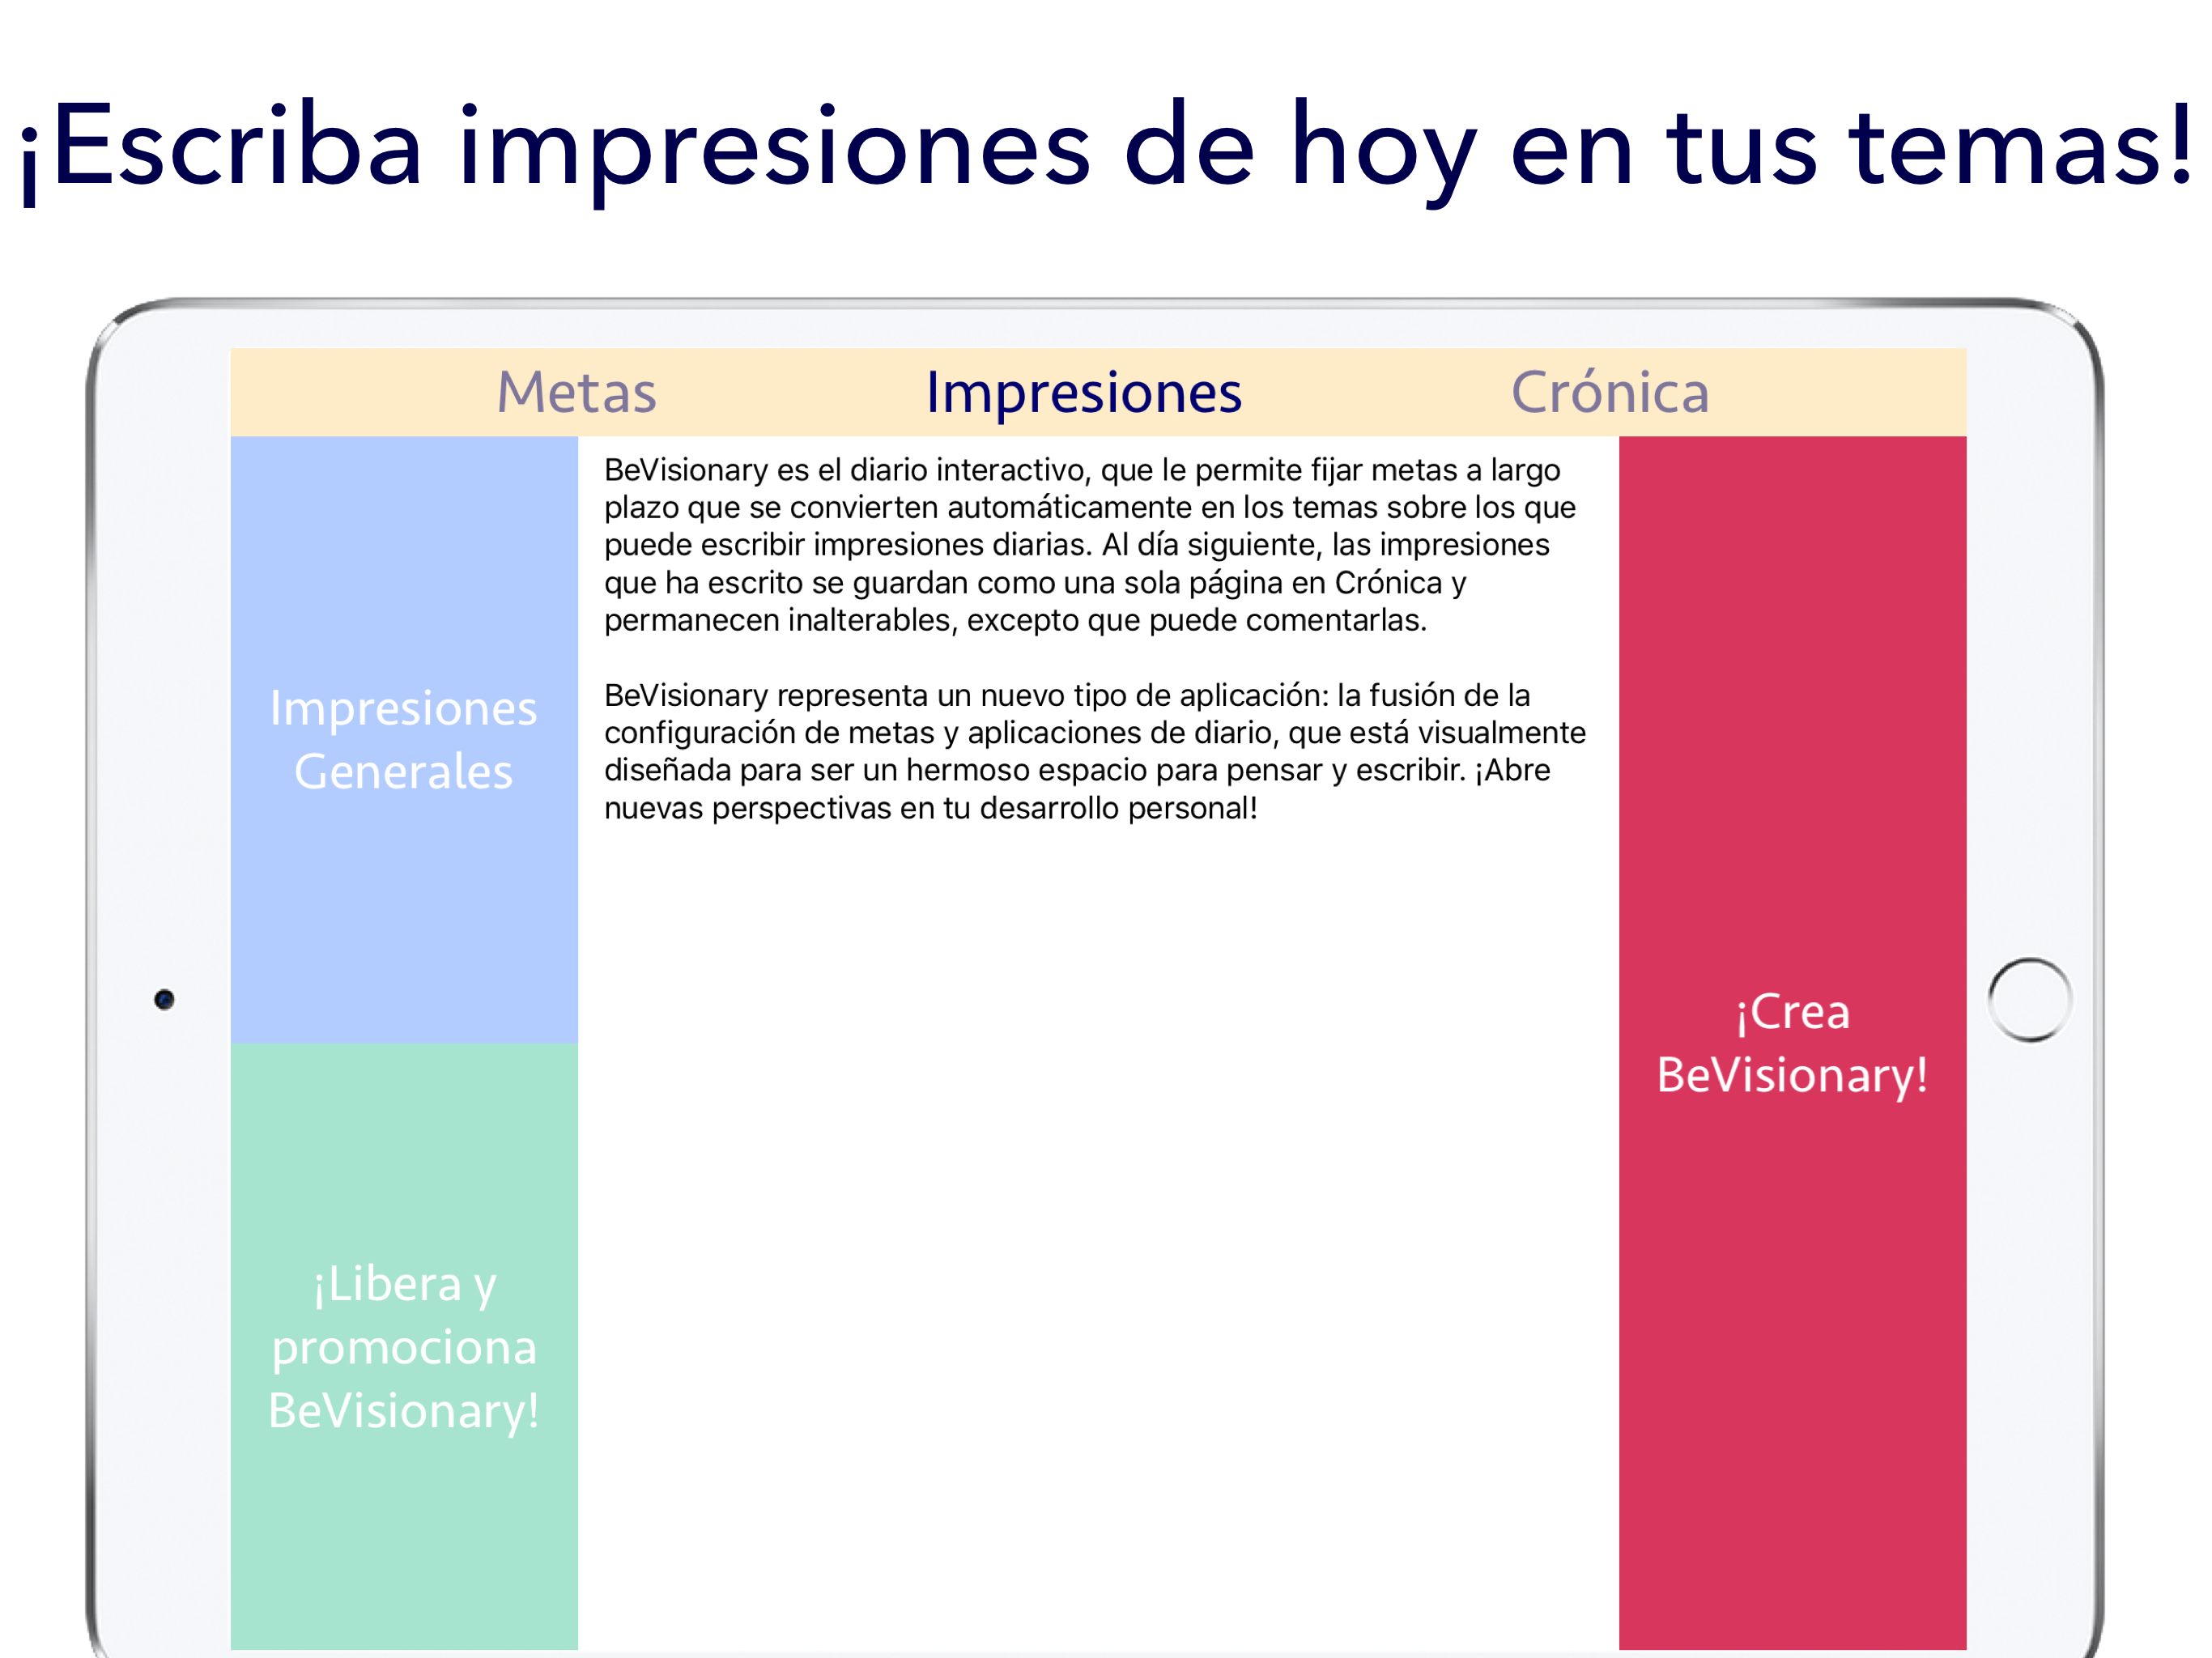 ¡Escriba impresiones de hoy en tus temas!
Metas
Impresiones
Crónica
Impresiones
Generales
¡Libera y
promociona
BeVisionary!
BeVisionary es el diario interactivo, que le permite fijar metas a largo
plazo que se convierten automáticamente en los temas sobre los que
puede escribir impresiones diarias. Al día siguiente, las impresiones
que ha escrito se guardan como una sola página en Crónica y
permanecen inalterables, excepto que puede comentarlas.
BeVisionary representa un nuevo tipo de aplicación: la fusión de la
configuración de metas y aplicaciones de diario, que está visualmente
diseñada para ser un hermoso espacio para pensar y escribir. ¡Abre
nuevas perspectivas en tu desarrollo personal!
¡Crea
BeVisionary!